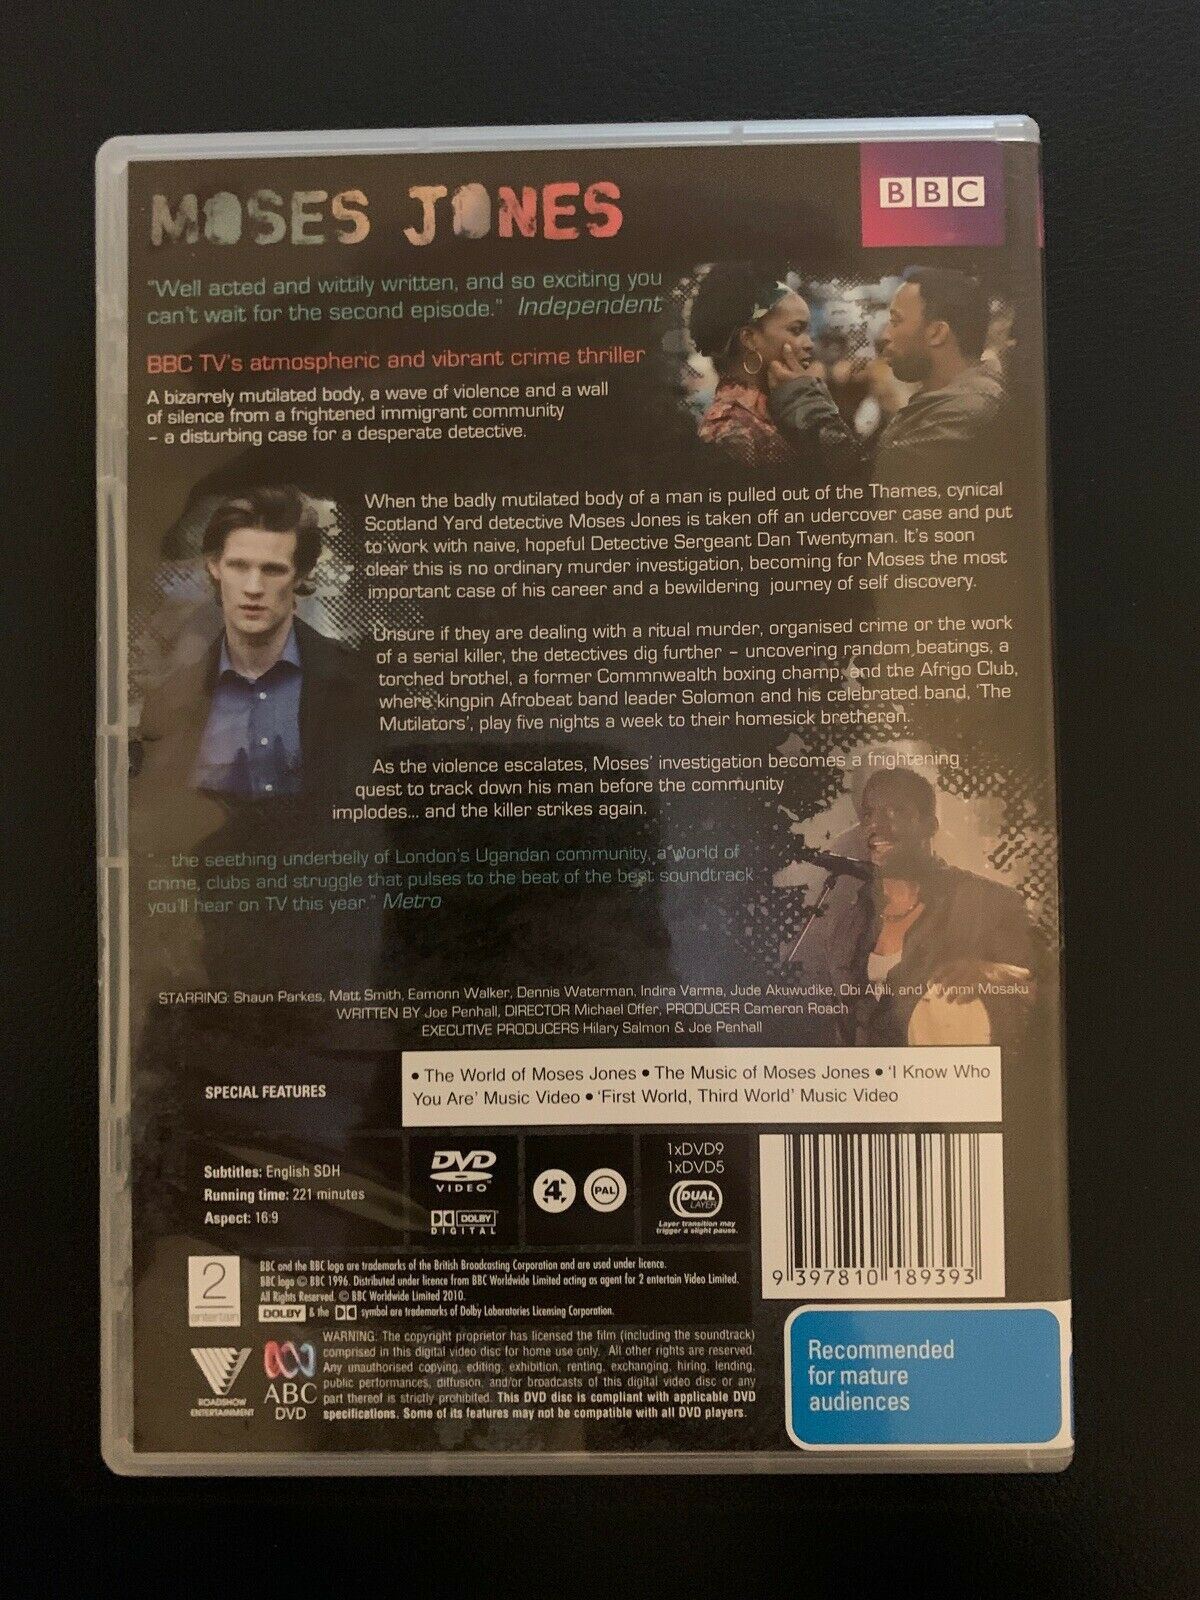 MOSES JONES
BBC
"Well acted and wittily written, and so exciting you
can't wait for the second episode." Independent
BBC TV's atmospheric and vibrant crime thriller
A bizarrely mutilated body, a wave of violence and a wall
of silence from a frightened immigrant community
– a disturbing case for a desperate detective.
When the badly mutilated body of a man is pulled out of the Thames, cynical
Scotland Yard detective Moses Jones is taken off an udercover case and put
to work with naive, hopeful Detective Sergeant Dan Twentyman. It's soon
clear this is no ordinary murder investigation, becoming for Moses the most
important case of his career and a bewildering journey of self discovery.
Unsure if they are dealing with a ritual murder, organised crime or the work
of a serial killer, the detectives dig further – uncovering random beatings, a
torched brothel, a former Commnwealth boxing champ, and the Afrigo Club,
where kingpin Afrobeat band leader Solomon and his celebrated band, 'The
Mutilators', play five nights a week to their homesick bretheren.
As the violence escalates, Moses' investigation becomes a frightening
quest to track down his man before the community
implodes... and the killer strikes again.
"... the seething underbelly of London's Ugandan community, a world of
crime, clubs and struggle that pulses to the beat of the best soundtrack
you'll hear on TV this year." Metro
STARRING: Shaun Parkes, Matt Smith, Eamonn Walker, Dennis Waterman, Indira Varma, Jude Akuwudike, Obi Abili, and Wunmi Mosaku
WRITTEN BY Joe Penhall, DIRECTOR Michael Offer, PRODUCER Cameron Roach
EXECUTIVE PRODUCERS Hilary Salmon & Joe Penhall
SPECIAL FEATURES
• The World of Moses Jones • The Music of Moses Jones • 'I Know Who
You Are' Music Video • 'First World, Third World' Music Video
Subtitles: English SDH
Running time: 221 minutes
Aspect: 16:9
DVD
VIDEO
DOLBY
DIGITAL
4
PAL
1xDVD9
1xDVD5
DUAL
LAYER
Layer transition may
trigger a slight pause.
9 397810 189393
2
entertain
BBC and the BBC logo are trademarks of the British Broadcasting Corporation and are used under licence.
BBC logo © BBC 1996. Distributed under licence from BBC Worldwide Limited acting as agent for 2 entertain Video Limited.
All Rights Reserved. © BBC Worldwide Limited 2010.
DOLBY & the symbol are trademarks of Dolby Laboratories Licensing Corporation.
ROADSHOW
ENTERTAINMENT
ABC
DVD
WARNING: The copyright proprietor has licensed the film (including the soundtrack)
comprised in this digital video disc for home use only. All other rights are reserved.
Any unauthorised copying, editing, exhibition, renting, exchanging, hiring, lending,
public performances, diffusion, and/or broadcasts of this digital video disc or any
part thereof is strictly prohibited. This DVD disc is compliant with applicable DVD
specifications. Some of its features may not be compatible with all DVD players.
Recommended
for mature
audiences